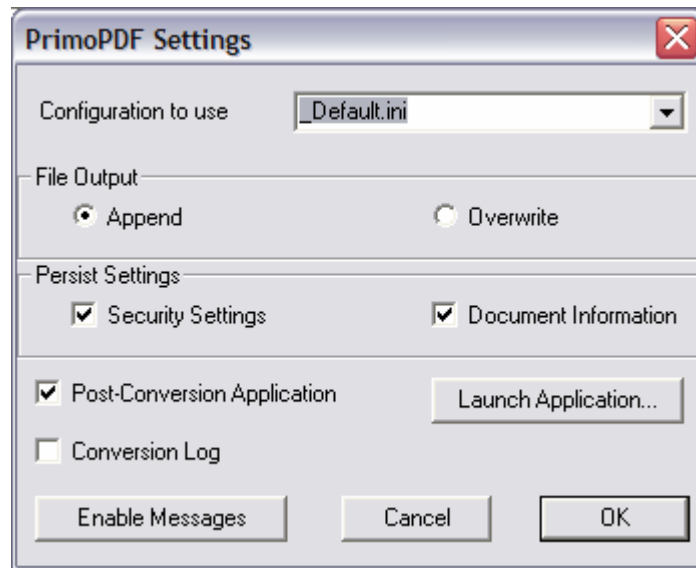 PrimoPDF Settings
Configuration to use _Default.ini
File Output
Append Overwrite
Persist Settings
Security Settings Document Information
Post-Conversion Application Launch Application...
Conversion Log
Enable Messages Cancel OK